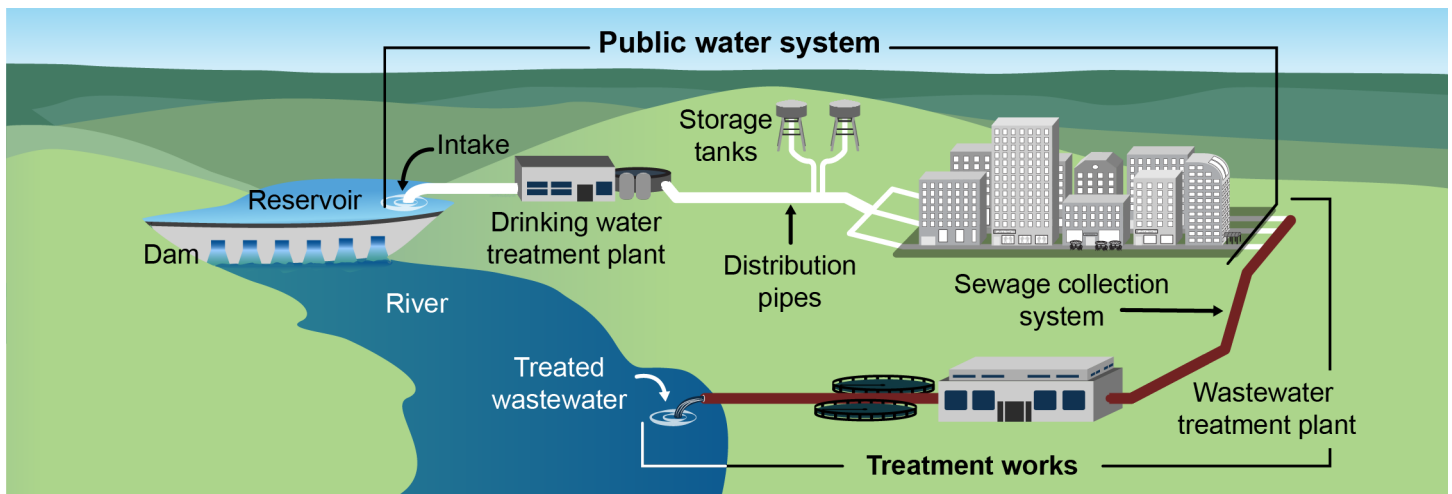 Public water system
Storage
tanks
Intake
Reservoir
Drinking water
treatment plant
Dam
Distribution
pipes
Sewage collection
system
River
Treated
wastewater
Wastewater
treatment plant
Treatment works